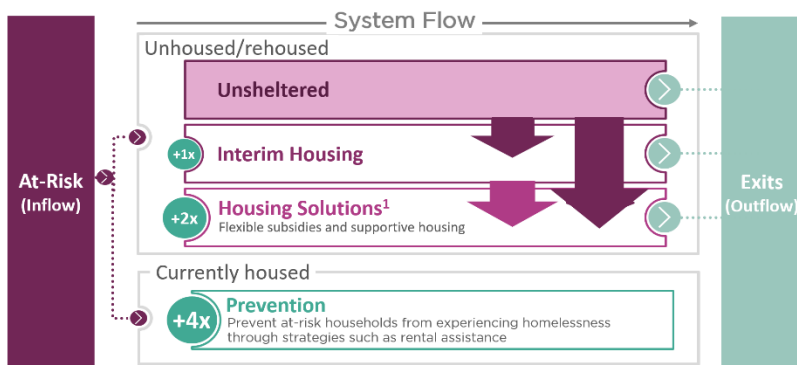 System Flow
Unhoused/rehoused
Unsheltered
+1x
Interim Housing
At-Risk
(Inflow)
+2x
Housing Solutions¹
Flexible subsidies and supportive housing
Exits
(Outflow)
Currently housed
+4x
Prevention
Prevent at-risk households from experiencing homelessness
through strategies such as rental assistance